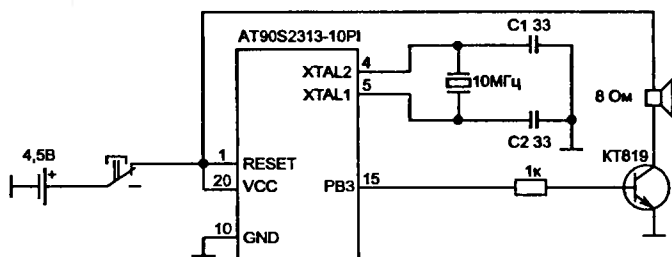 AT90S2313-10PI
C1 33
XTAL2
4
10МГц
XTAL1
5
8 Ом
C2 33
4,5В
+
1
RESET
КТ819
20
VCC
PB3
15
1к
10
GND